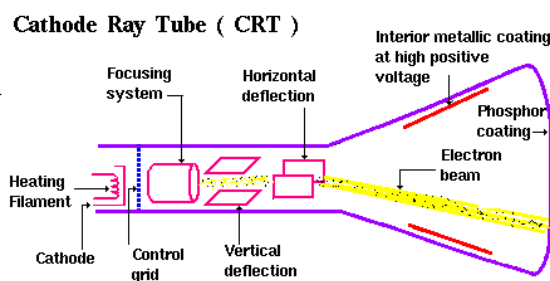 Cathode Ray Tube ( CRT )
Interior metallic coating
at high positive
voltage
Focusing
system
Horizontal
deflection
Phosphor
coating
Electron
beam
Heating
Filament
Cathode
Control
grid
Vertical
deflection